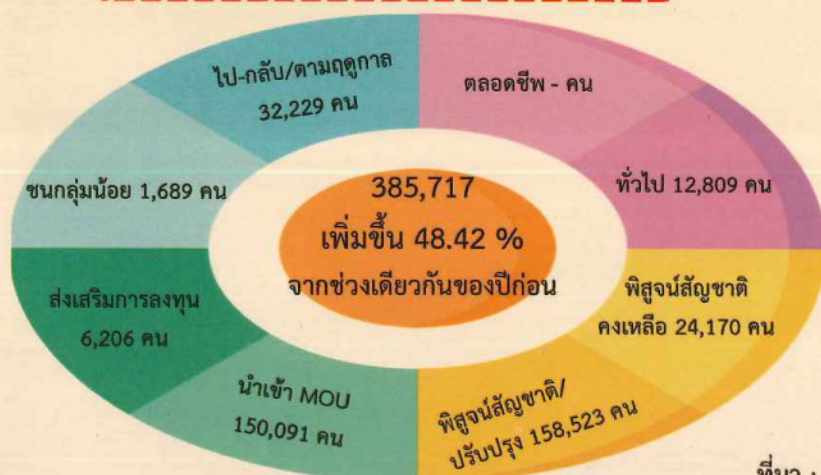 ไป-กลับ/ตามฤดูกาล
32,229 คน
ตลอดชีพ - คน
ชนกลุ่มน้อย 1,689 คน
ทั่วไป 12,809 คน
385,717
เพิ่มขึ้น 48.42 %
จากช่วงเดียวกันของปีก่อน
ส่งเสริมการลงทุน
6,206 คน
พิสูจน์สัญชาติ
คงเหลือ 24,170 คน
นำเข้า MOU
150,091 คน
พิสูจน์สัญชาติ/
ปรับปรุง 158,523 คน
ที่มา :